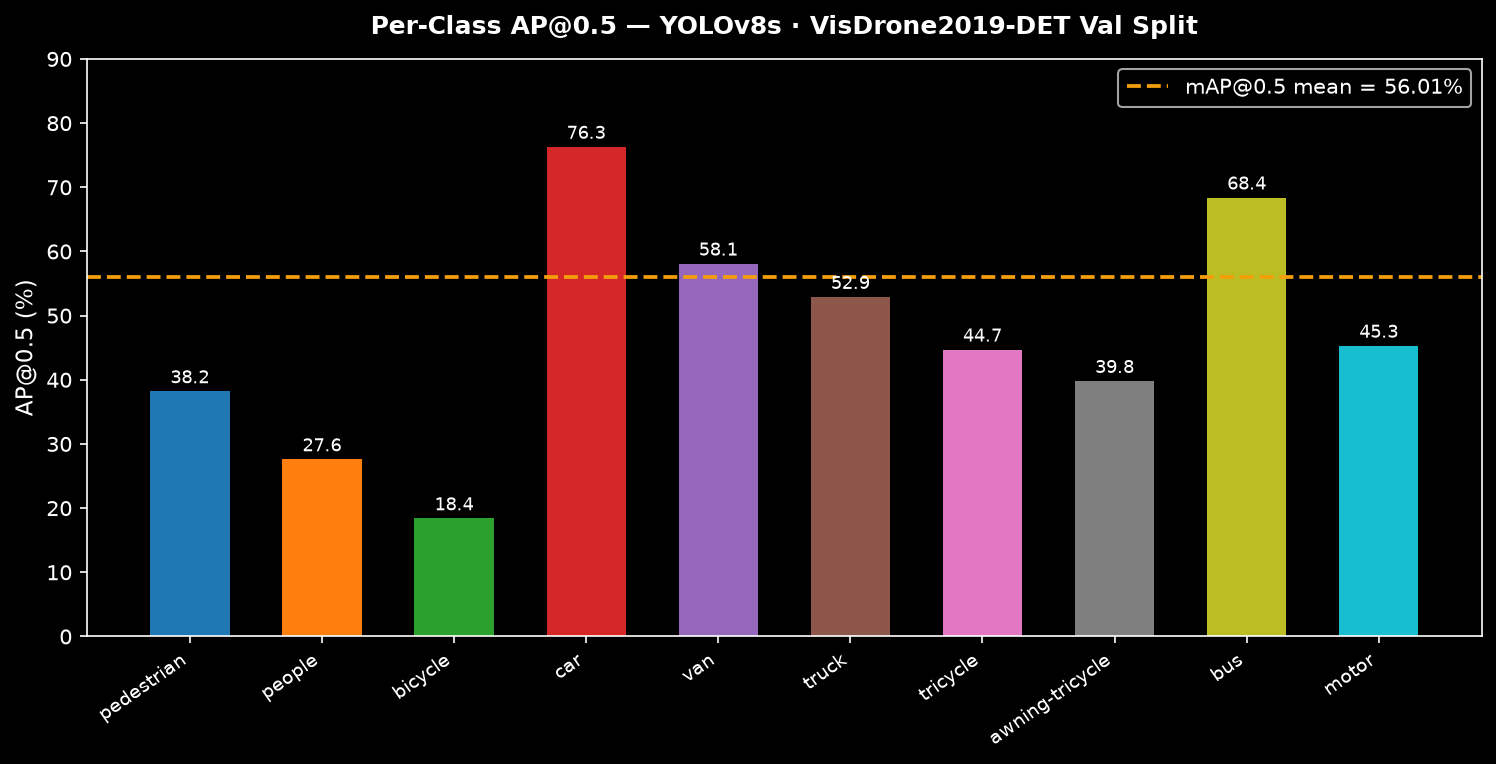 Per-Class AP@0.5 — YOLOv8s · VisDrone2019-DET Val Split
mAP@0.5 mean = 56.01%
AP@0.5 (%)
90
80
70
60
50
40
30
20
10
0
38.2
27.6
18.4
76.3
58.1
52.9
44.7
39.8
68.4
45.3
pedestrian
people
bicycle
car
van
truck
tricycle
awning-tricycle
bus
motor